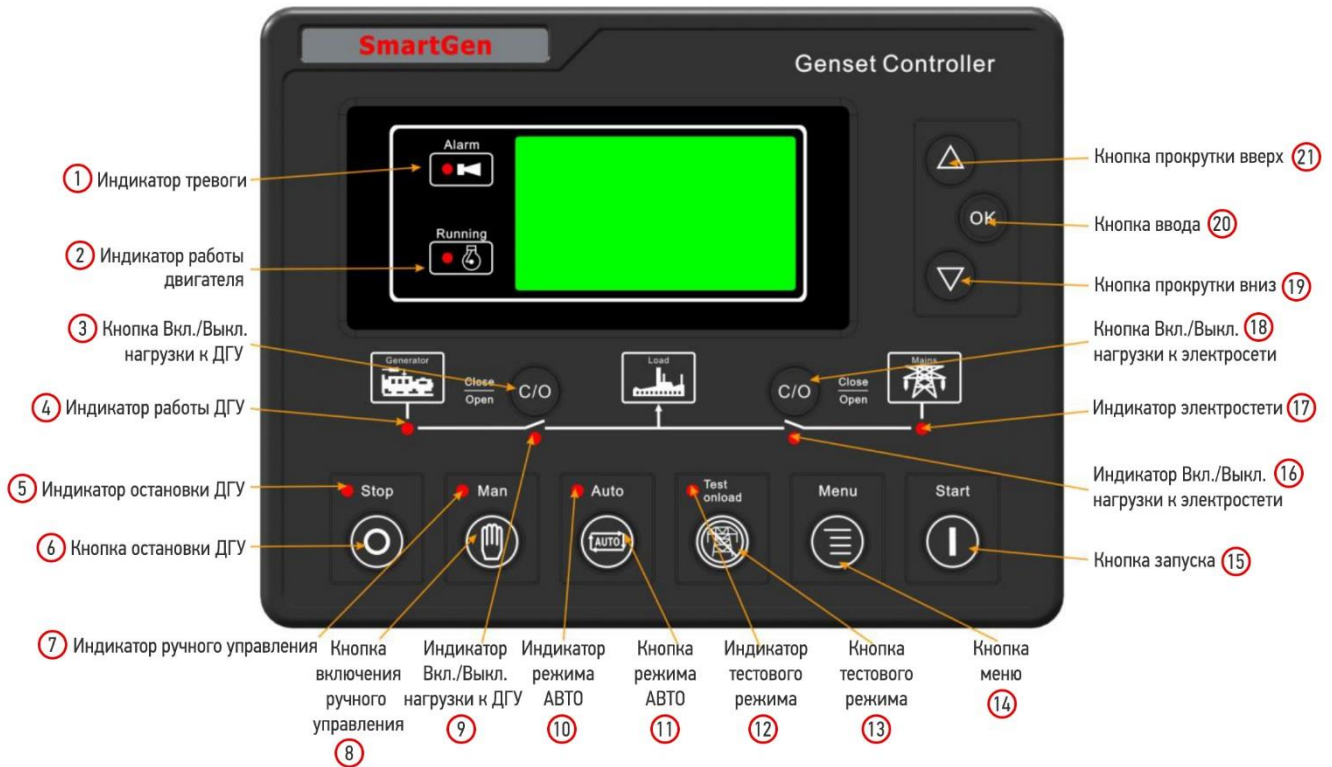 SmartGen
Genset Controller
Alarm
Running
1 Индикатор тревоги
2 Индикатор работы
двигателя
3 Кнопка Вкл./Выкл.
нагрузки к ДГУ
4 Индикатор работы ДГУ
5 Индикатор остановки ДГУ
6 Кнопка остановки ДГУ
7 Индикатор ручного управления
Кнопка прокрутки вверх 21
OK
Кнопка ввода 20
Кнопка прокрутки вниз 19
Кнопка Вкл./Выкл. 18
нагрузки к электросети
Generator
Close
Open
C/O
Load
C/O
Close
Open
Mains
Индикатор электростети 17
Индикатор Вкл./Выкл. 16
нагрузки к электростети
Stop
Man
Auto
Test
onload
Menu
Start
AUTO
Кнопка запуска 15
Кнопка
включения
ручного
управления
8
Индикатор
Вкл./Выкл.
нагрузки к ДГУ
9
Индикатор
режима
АВТО
10
Кнопка
режима
АВТО
11
Индикатор
тестового
режима
12
Кнопка
тестового
режима
13
Кнопка
меню
14